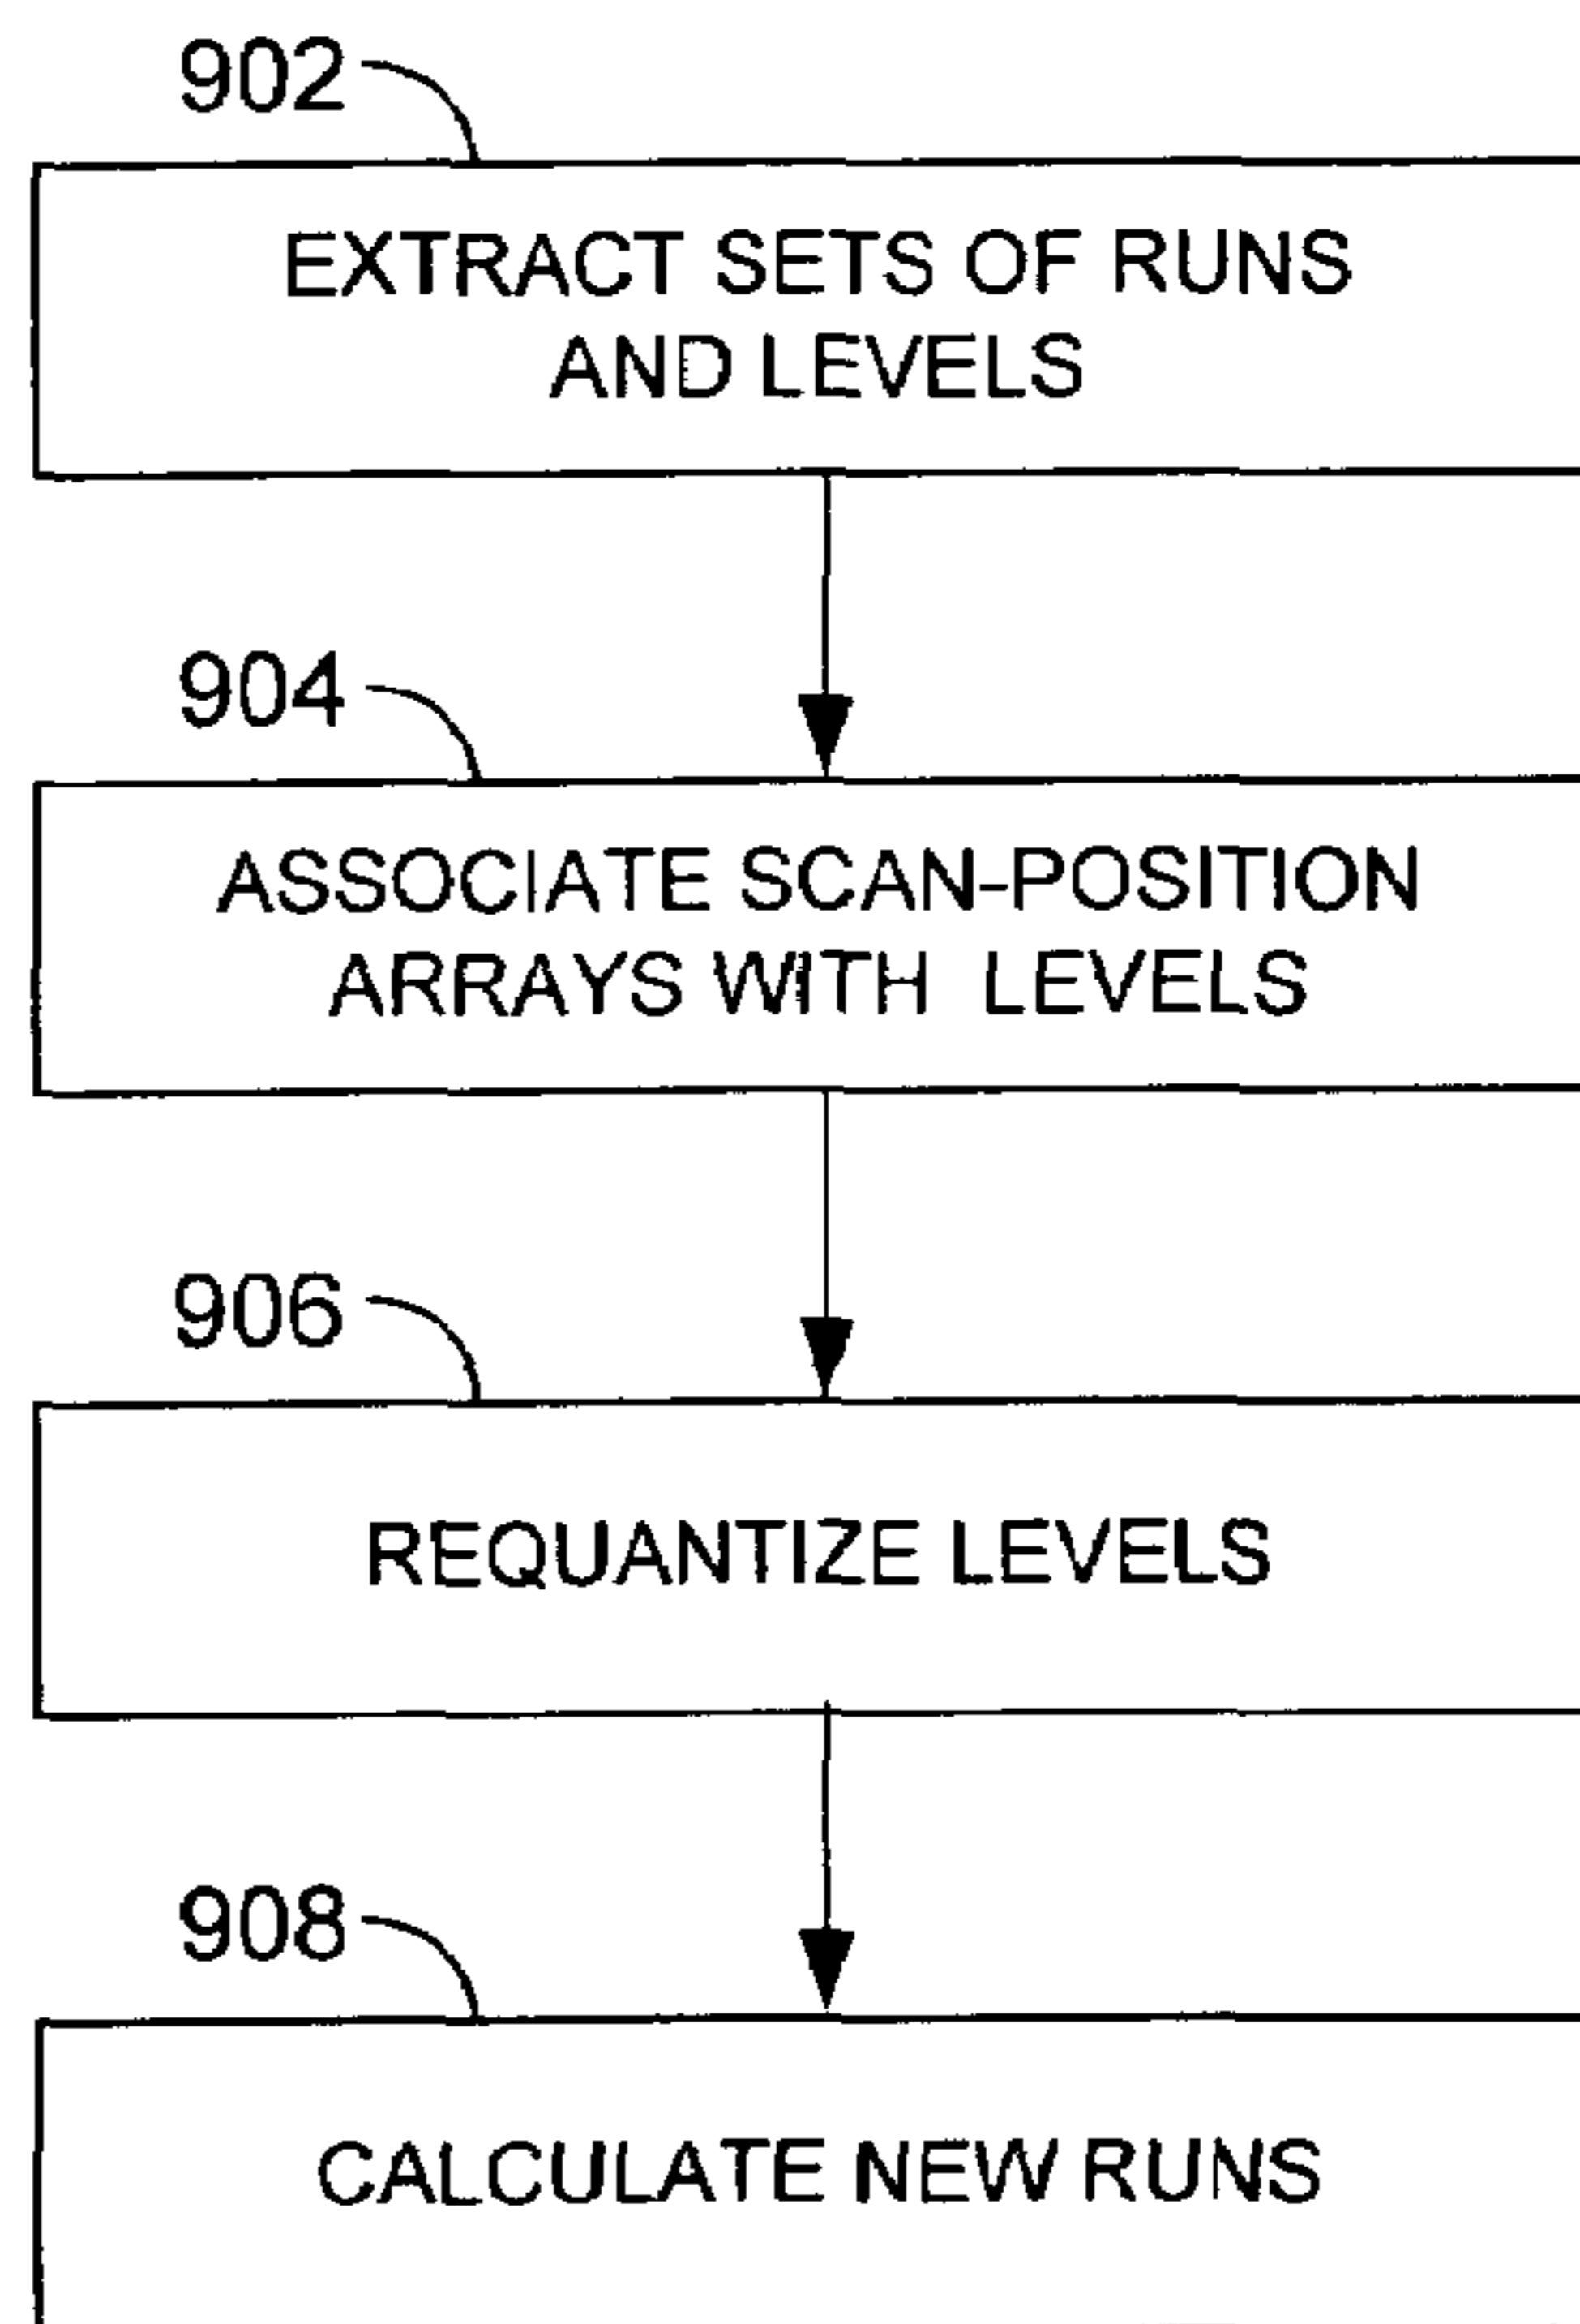 902
EXTRACT SETS OF RUNS
AND LEVELS
904
ASSOCIATE SCAN-POSITION
ARRAYS WITH LEVELS
906
REQUANTIZE LEVELS
908
CALCULATE NEW RUNS